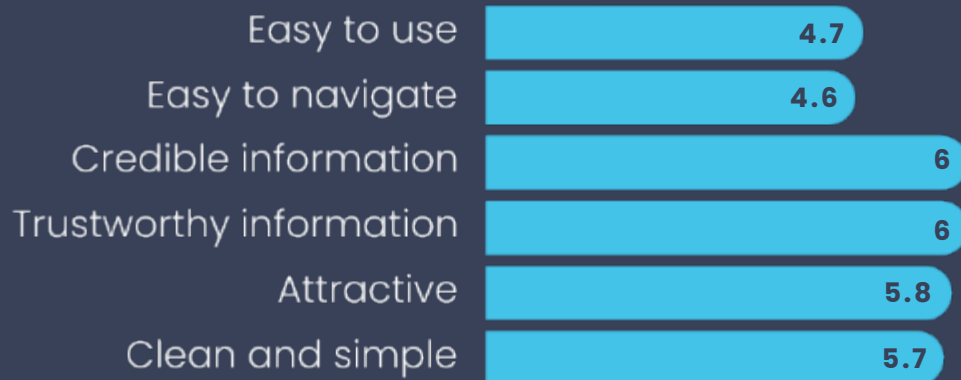 Easy to use 4.7
Easy to navigate 4.6
Credible information 6
Trustworthy information 6
Attractive 5.8
Clean and simple 5.7